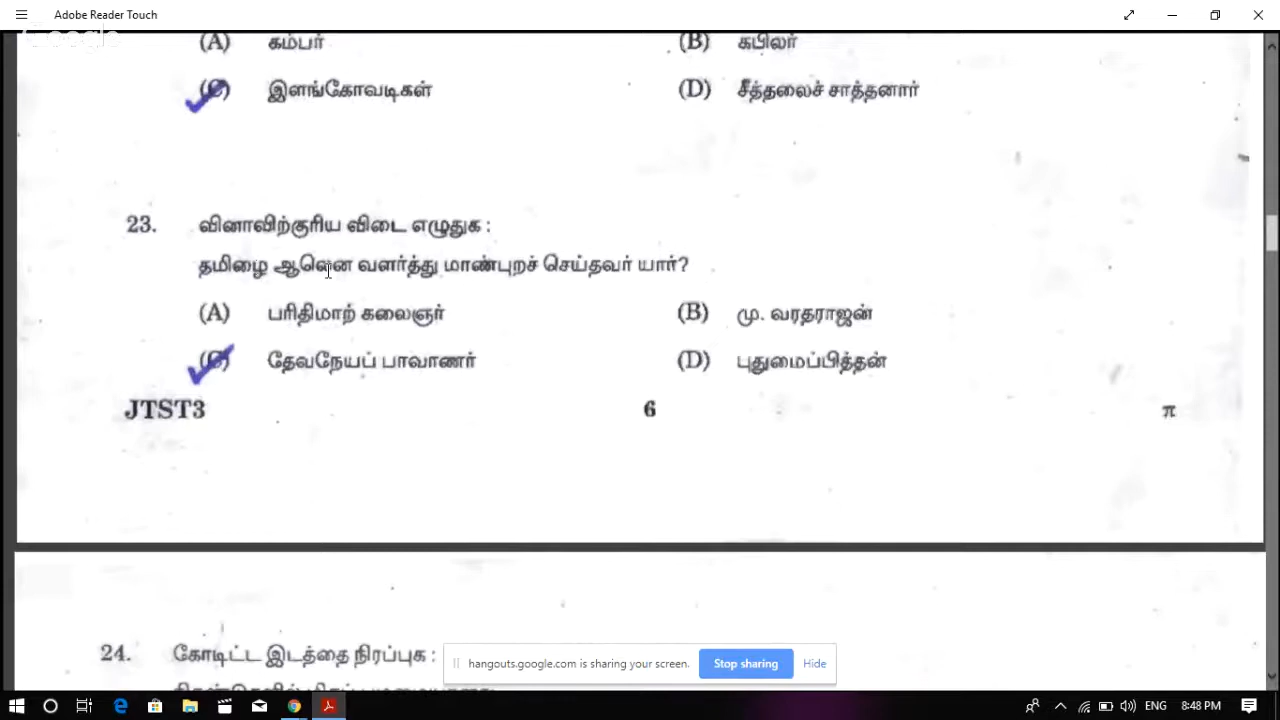 Adobe Reader Touch
Google
(A) கம்பர் (B) கபிலர்
(C) இளங்கோவடிகள் (D) சீத்தலைச் சாத்தனார்
23. வினாவிற்குரிய விடை எழுதுக :
தமிழை ஆலென வளர்த்து மாண்புறச் செய்தவர் யார்?
(A) பரிதிமாற் கலைஞர் (B) மு. வரதராஜன்
(C) தேவநேயப் பாவாணர் (D) புதுமைப்பித்தன்
JTST3 6 π
24. கோடிட்ட இடத்தை நிரப்புக :
hangouts.google.com is sharing your screen. Stop sharing Hide
ENG 8:48 PM